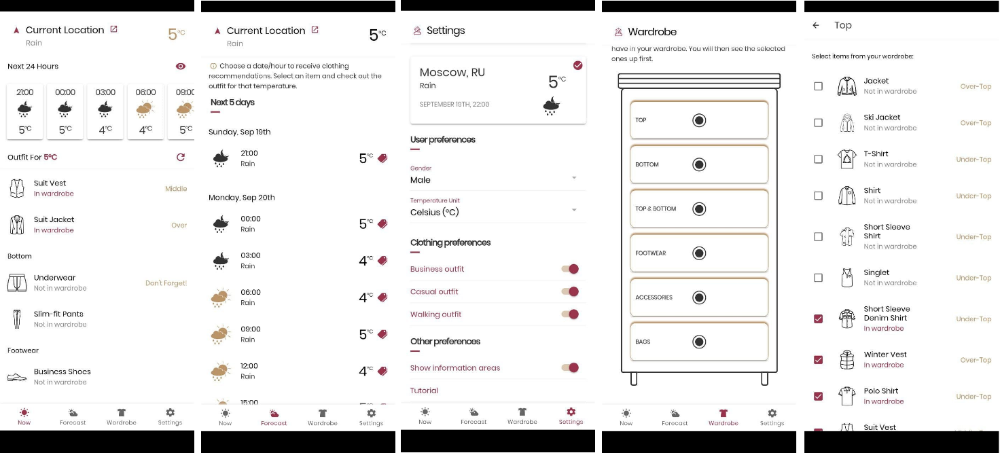 Current Location
5°C
Rain
Next 24 Hours
21:00
00:00
03:00
06:00
09:00
5°C
5°C
4°C
4°C
5°C
Outfit For 5°C
Suit Vest
In wardrobe
Middle
Suit Jacket
In wardrobe
Over
Bottom
Underwear
Not in wardrobe
Don't Forget!
Slim-fit Pants
Not in wardrobe
Footwear
Business Shoes
Not in wardrobe
Now
Forecast
Wardrobe
Settings
Current Location
5°C
Rain
Choose a date/hour to receive clothing
recommendations. Select an item and check out the
outfit for that temperature.
Next 5 days
Sunday, Sep 19th
21:00
Rain
5°C
Monday, Sep 20th
00:00
Rain
5°C
03:00
Rain
4°C
06:00
Rain
4°C
09:00
Rain
5°C
12:00
Rain
4°C
15:00
Now
Forecast
Wardrobe
Settings
Settings
Moscow, RU
Rain
5°C
SEPTEMBER 19TH, 22:00
User preferences
Gender
Male
Temperature Unit
Celsius (°C)
Clothing preferences
Business outfit
Casual outfit
Walking outfit
Other preferences
Show information areas
Tutorial
Now
Forecast
Wardrobe
Settings
Wardrobe
have in your wardrobe. You will then see the selected
ones up first.
TOP
BOTTOM
TOP & BOTTOM
FOOTWEAR
ACCESSORIES
BAGS
Now
Forecast
Wardrobe
Settings
Top
Select items from your wardrobe:
Jacket
Not in wardrobe
Over-Top
Ski Jacket
Not in wardrobe
Over-Top
T-Shirt
Not in wardrobe
Under-Top
Shirt
Not in wardrobe
Under-Top
Short Sleeve
Shirt
Not in wardrobe
Under-Top
Singlet
Not in wardrobe
Under-Top
Short Sleeve
Denim Shirt
In wardrobe
Under-Top
Winter Vest
In wardrobe
Over-Top
Polo Shirt
In wardrobe
Under-Top
Suit Vest